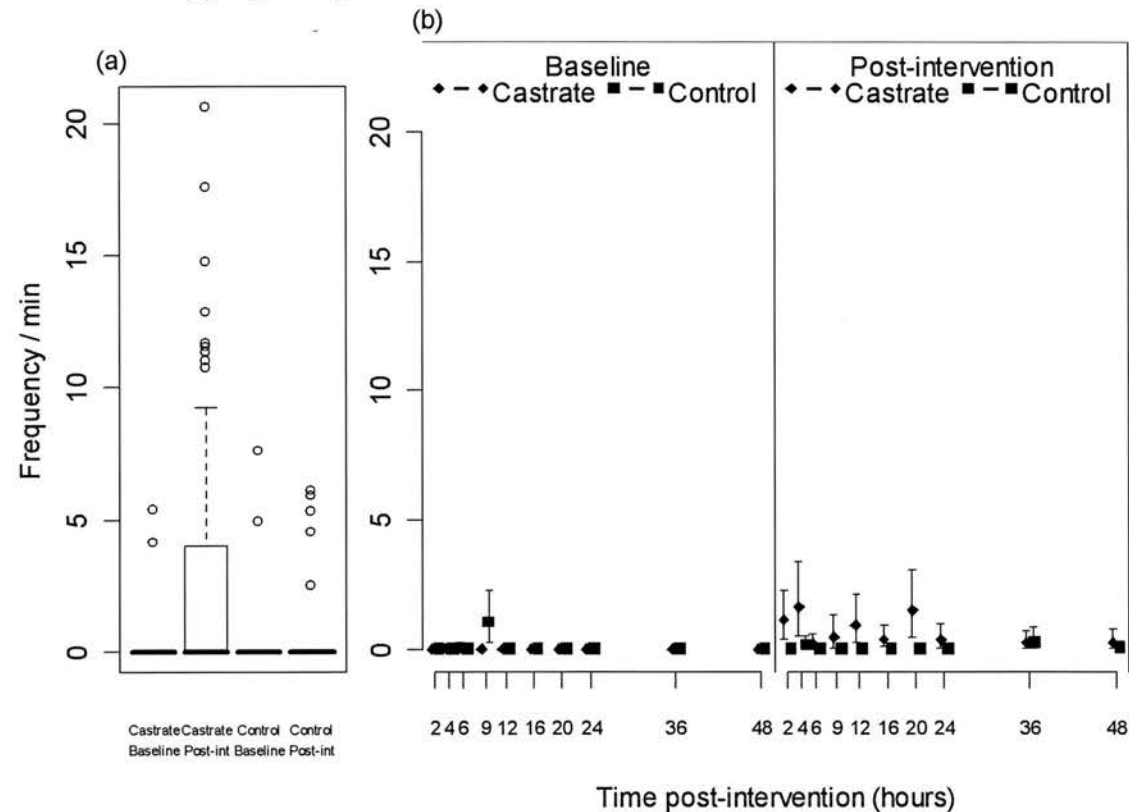 (a)
Frequency / min
20
15
10
5
0
Castrate Castrate Control Control
Baseline Post-int Baseline Post-int
(b)
Baseline
Castrate Control
Post-intervention
Castrate Control
20
15
10
5
0
2 4 6 9 12 16 20 24 36 48
2 4 6 9 12 16 20 24 36 48
Time post-intervention (hours)